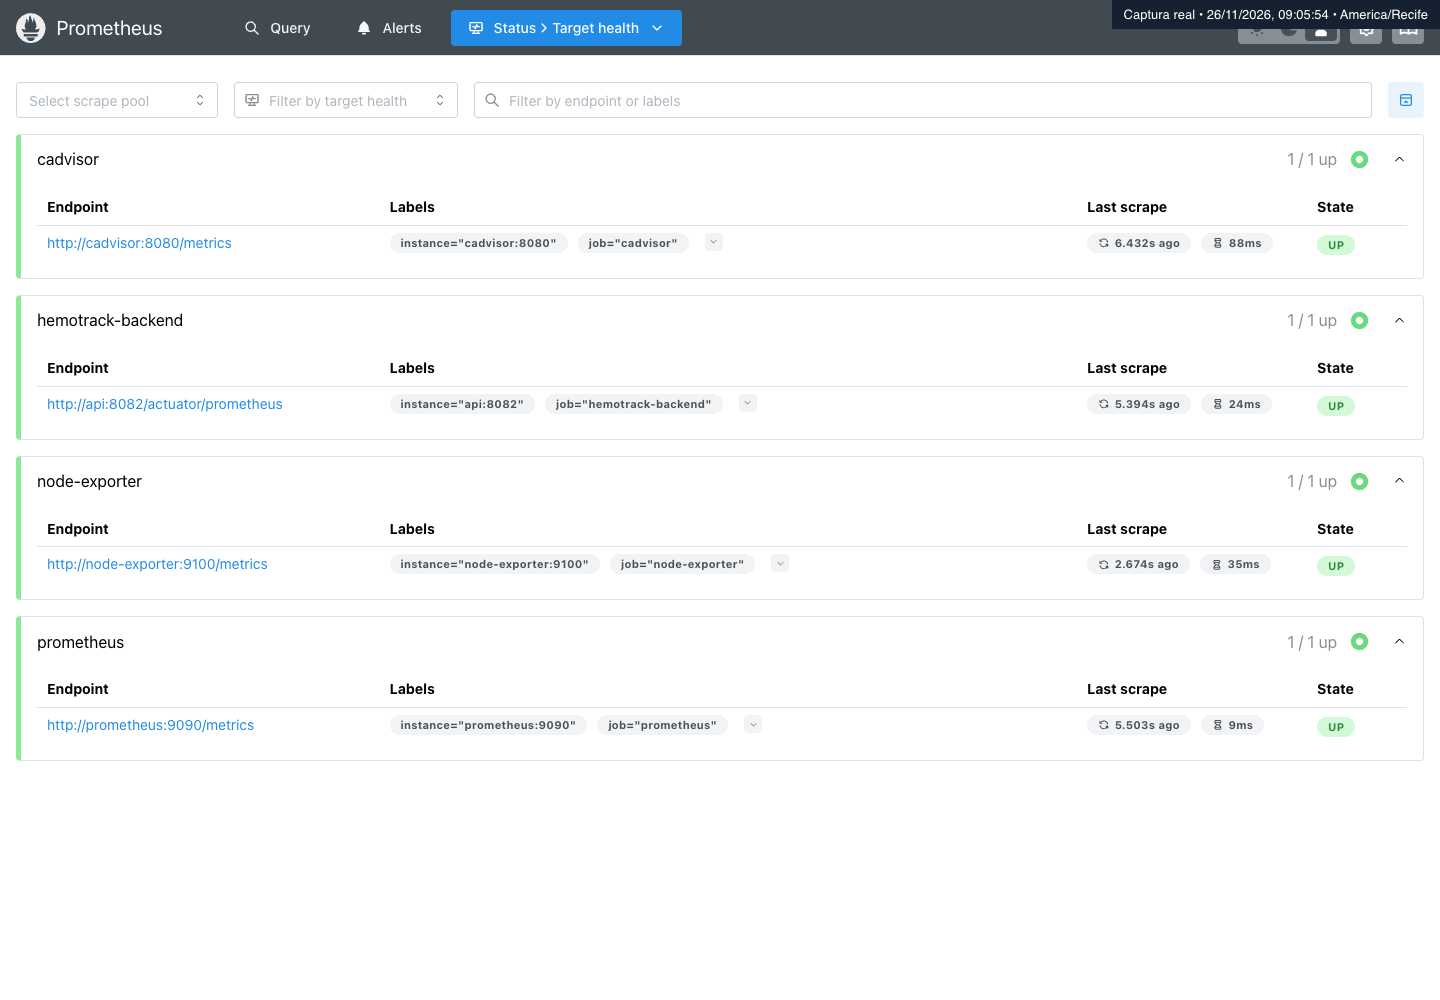 Prometheus
Query
Alerts
Status > Target health
Captura real • 26/11/2026, 09:05:54 • America/Recife
Select scrape pool
Filter by target health
Filter by endpoint or labels
cadvisor
1 / 1 up
Endpoint Labels Last scrape State
http://cadvisor:8080/metrics instance="cadvisor:8080" job="cadvisor" 6.432s ago 88ms UP
hemotrack-backend
1 / 1 up
Endpoint Labels Last scrape State
http://api:8082/actuator/prometheus instance="api:8082" job="hemotrack-backend" 5.394s ago 24ms UP
node-exporter
1 / 1 up
Endpoint Labels Last scrape State
http://node-exporter:9100/metrics instance="node-exporter:9100" job="node-exporter" 2.674s ago 35ms UP
prometheus
1 / 1 up
Endpoint Labels Last scrape State
http://prometheus:9090/metrics instance="prometheus:9090" job="prometheus" 5.503s ago 9ms UP